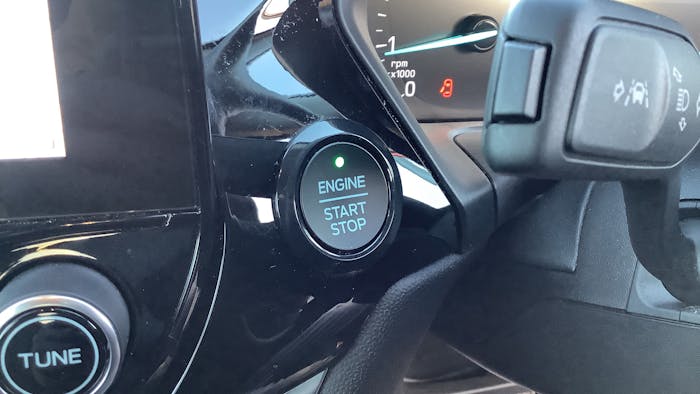 1
rpm
x1000
0
ENGINE
START
STOP
TUNE